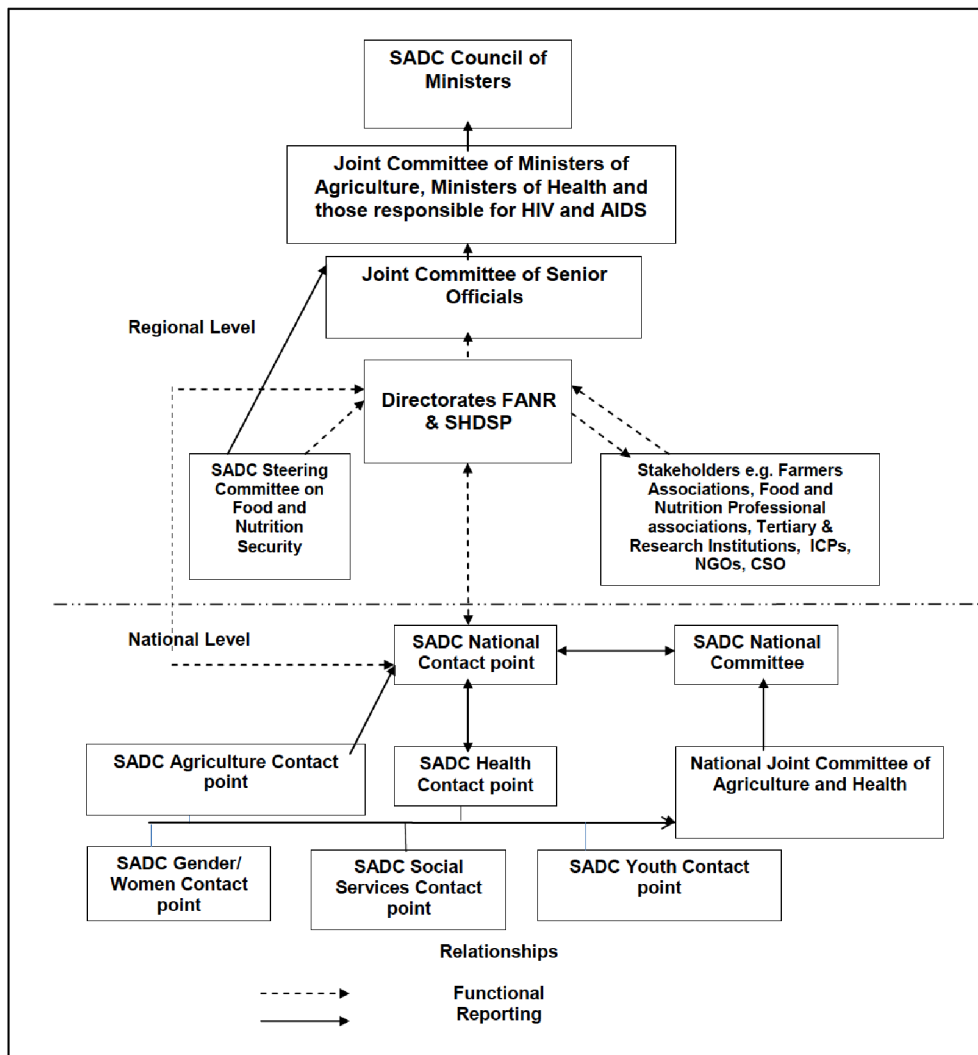 SADC Council of
Ministers
Joint Committee of Ministers of
Agriculture, Ministers of Health and
those responsible for HIV and AIDS
Joint Committee of Senior
Officials
Regional Level
Directorates FANR
& SHDSP
SADC Steering
Committee on
Food and
Nutrition
Security
Stakeholders e.g. Farmers
Associations, Food and
Nutrition Professional
associations, Tertiary &
Research Institutions, ICPs,
NGOs, CSO
National Level
SADC National
Contact point
SADC National
Committee
SADC Agriculture Contact
point
SADC Health
Contact point
National Joint Committee of
Agriculture and Health
SADC Gender/
Women Contact
point
SADC Social
Services Contact
point
SADC Youth Contact
point
Relationships
Functional
Reporting